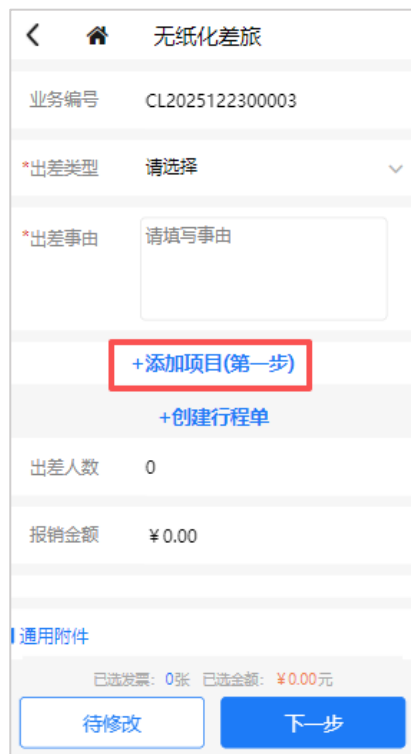 无纸化差旅
业务编号 CL2025122300003
*出差类型 请选择
*出差事由 请填写事由
+添加项目(第一步)
+创建行程单
出差人数 0
报销金额 ¥0.00
通用附件
已选发票：0张 已选金额：¥0.00元
待修改 下一步